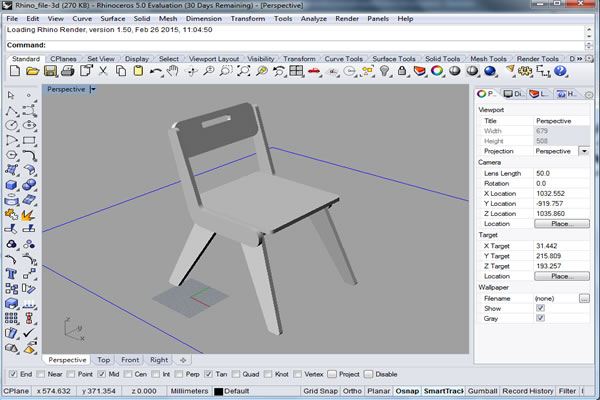 Rhino_file-3d (270 KB) - Rhinoceros 5.0 Evaluation (30 Days Remaining) - [Perspective]
File Edit View Curve Surface Solid Mesh Dimension Transform Tools Analyze Render Panels Help
Loading Rhino Render, version 1.50, Feb 26 2015, 11:04:50
Command:
Standard CPlanes Set View Display Select Viewport Layout Visibility Transform Curve Tools Surface Tools Solid Tools Mesh Tools Render Tools D
Perspective
P... Di... L... H...
Viewport
Title Perspective
Width 679
Height 508
Projection Perspective
Camera
Lens Length 50.0
Rotation 0.0
X Location 1032.552
Y Location -919.757
Z Location 1035.860
Location Place...
Target
X Target 31.442
Y Target 215.809
Z Target 193.257
Location Place...
Wallpaper
Filename (none) ...
Show
Gray
z
y
x
Perspective Top Front Right
End Near Point Mid Cen Int Perp Tan Quad Knot Vertex Project Disable
CPlane x 574.632 y 371.354 z 0.000 Millimeters Default Grid Snap Ortho Planar Osnap SmartTrack Gumball Record History Filter